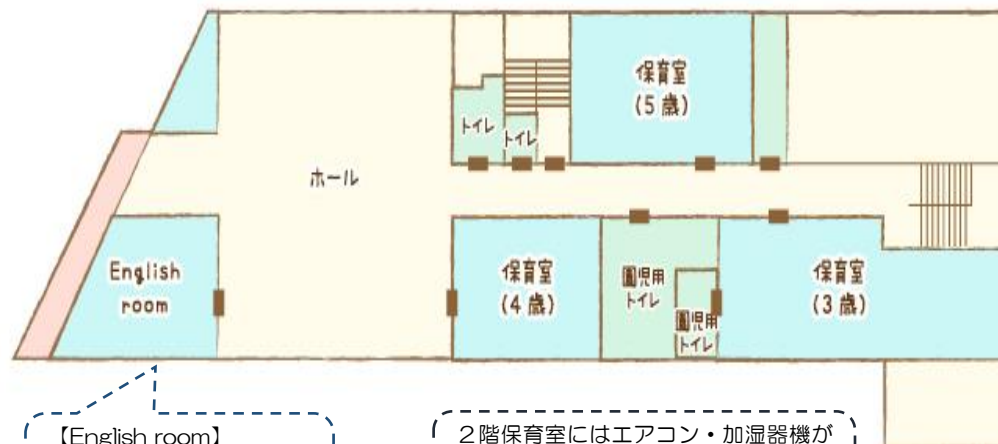 保育室
(5歳)
トイレ
トイレ
ホール
English
room
保育室
(4歳)
園児用
トイレ
園児用
トイレ
保育室
(3歳)
【English room】
２階保育室にはエアコン・加湿器機が